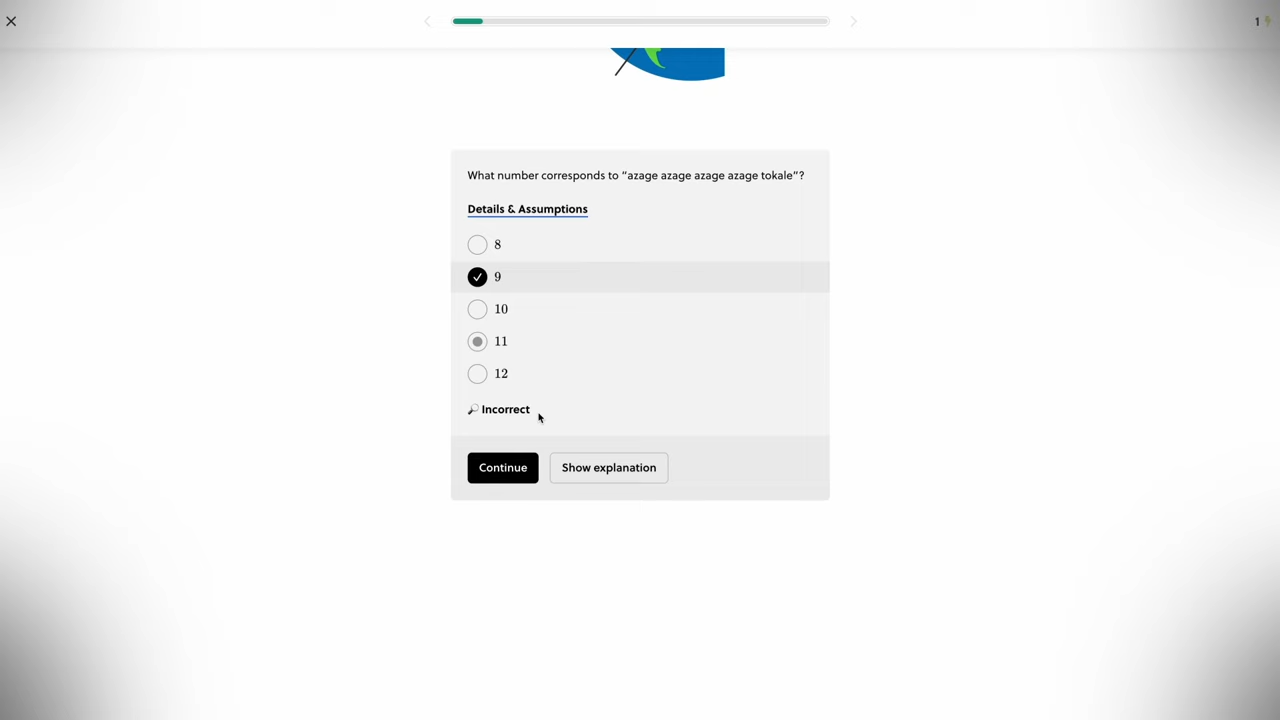 1
What number corresponds to “azage azage azage azage tokale”?
Details & Assumptions
8
9
10
11
12
Incorrect
Continue
Show explanation